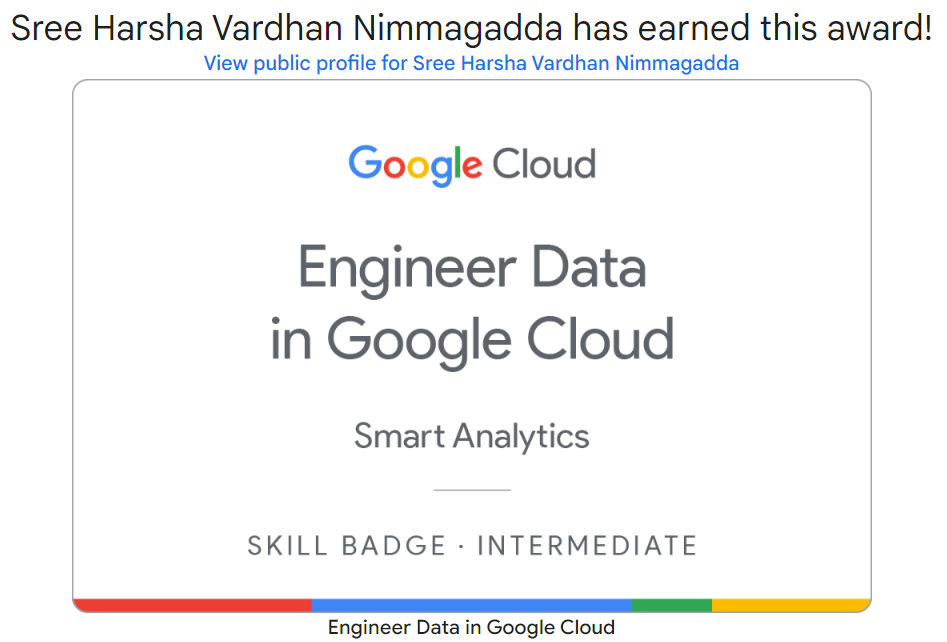 Sree Harsha Vardhan Nimmagadda has earned this award!
View public profile for Sree Harsha Vardhan Nimmagadda
Google Cloud
Engineer Data
in Google Cloud
Smart Analytics
SKILL BADGE · INTERMEDIATE
Engineer Data in Google Cloud